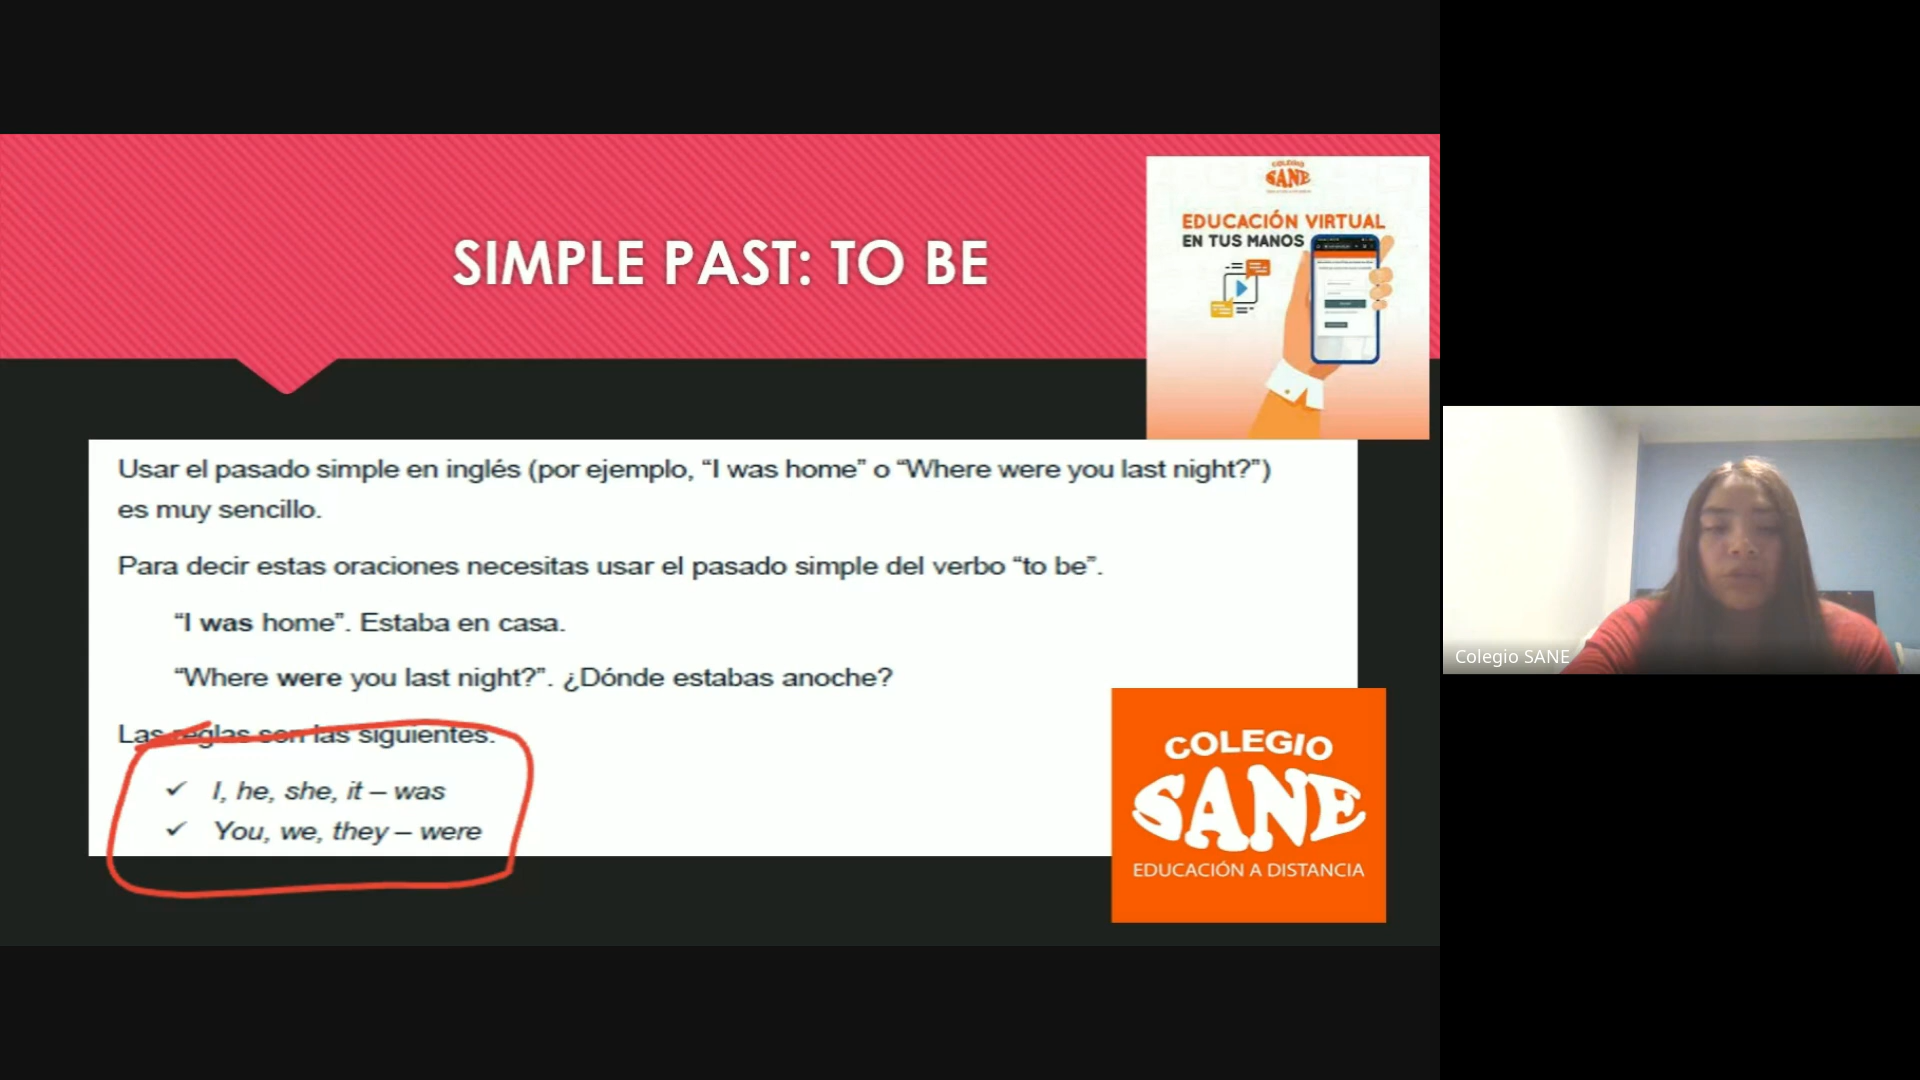 SIMPLE PAST: TO BE
COLEGIO
SANE
EDUCACIÓN VIRTUAL
EN TUS MANOS
Usar el pasado simple en inglés (por ejemplo, “I was home” o “Where were you last night?”)
es muy sencillo.
Para decir estas oraciones necesitas usar el pasado simple del verbo “to be”.
“I was home”. Estaba en casa.
“Where were you last night?”. ¿Dónde estabas anoche?
Las reglas son las siguientes.
✓ I, he, she, it – was
✓ You, we, they – were
COLEGIO
SANE
EDUCACIÓN A DISTANCIA
Colegio SANE